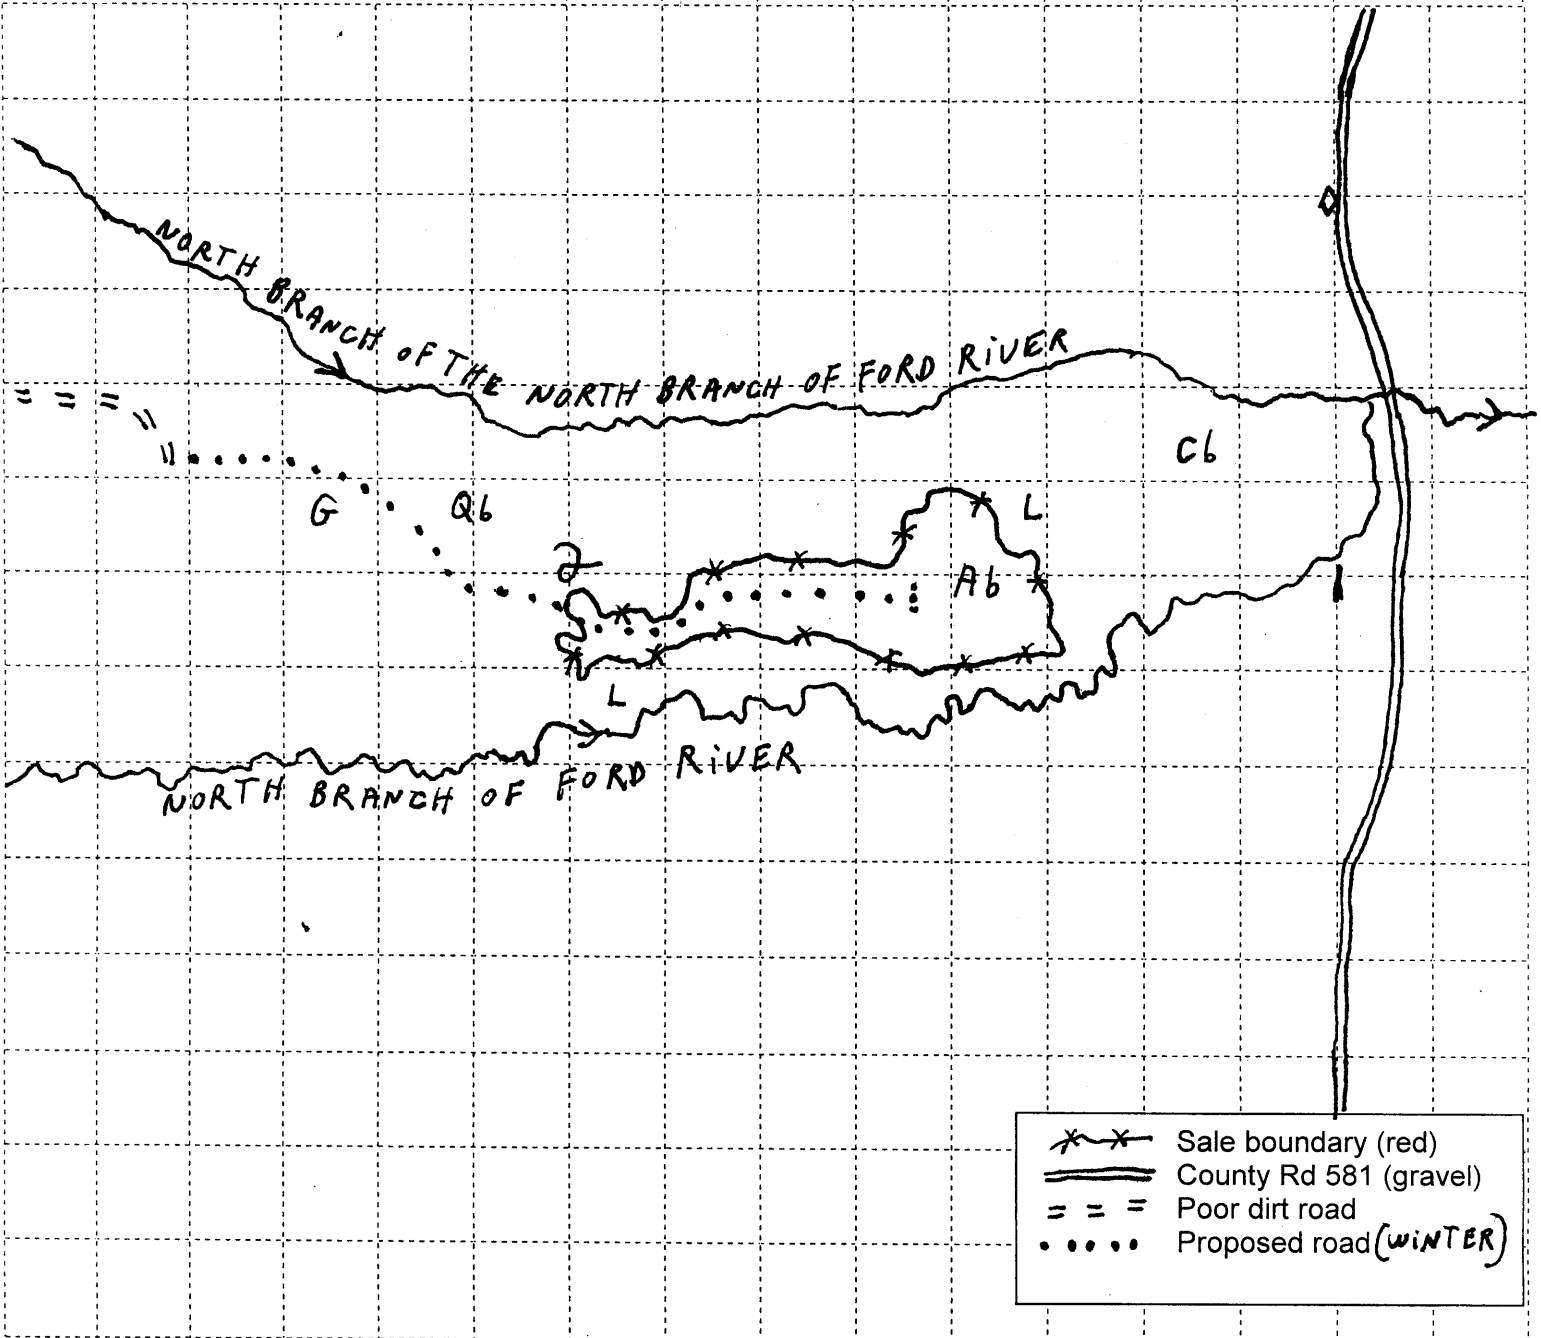 NORTH BRANCH OF THE NORTH BRANCH OF FORD RIVER
Cb
G
Qb
L
Ab
L
NORTH BRANCH OF FORD RIVER
Sale boundary (red)
County Rd 581 (gravel)
Poor dirt road
Proposed road (WINTER)